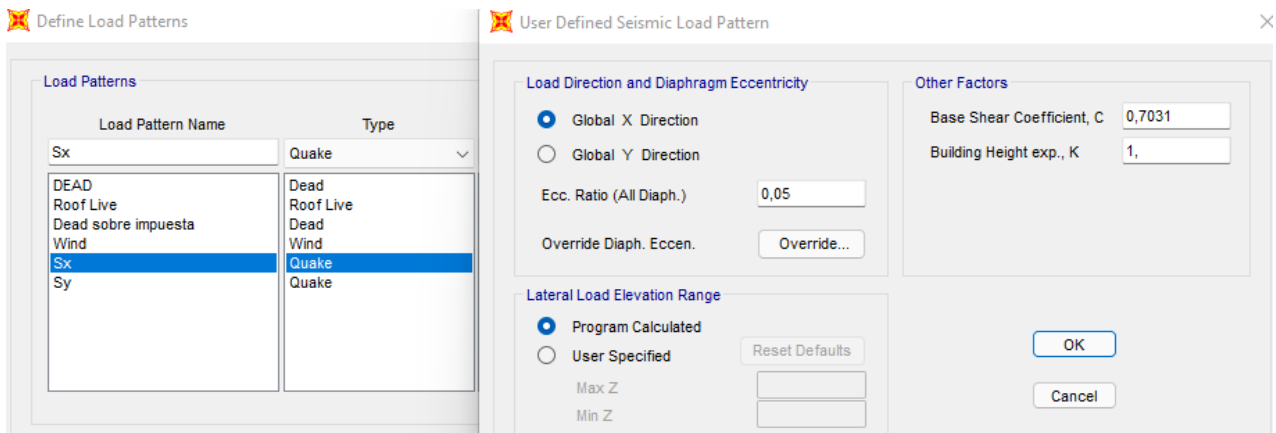 Define Load Patterns
Load Patterns
Load Pattern Name Type
Sx Quake
DEAD Dead
Roof Live Roof Live
Dead sobre impuesta Dead
Wind Wind
Sx Quake
Sy Quake
User Defined Seismic Load Pattern
Load Direction and Diaphragm Eccentricity
Global X Direction
Global Y Direction
Ecc. Ratio (All Diaph.) 0,05
Override Diaph. Eccen. Override...
Other Factors
Base Shear Coefficient, C 0,7031
Building Height exp., K 1,
Lateral Load Elevation Range
Program Calculated
User Specified Reset Defaults
Max Z
Min Z
OK
Cancel